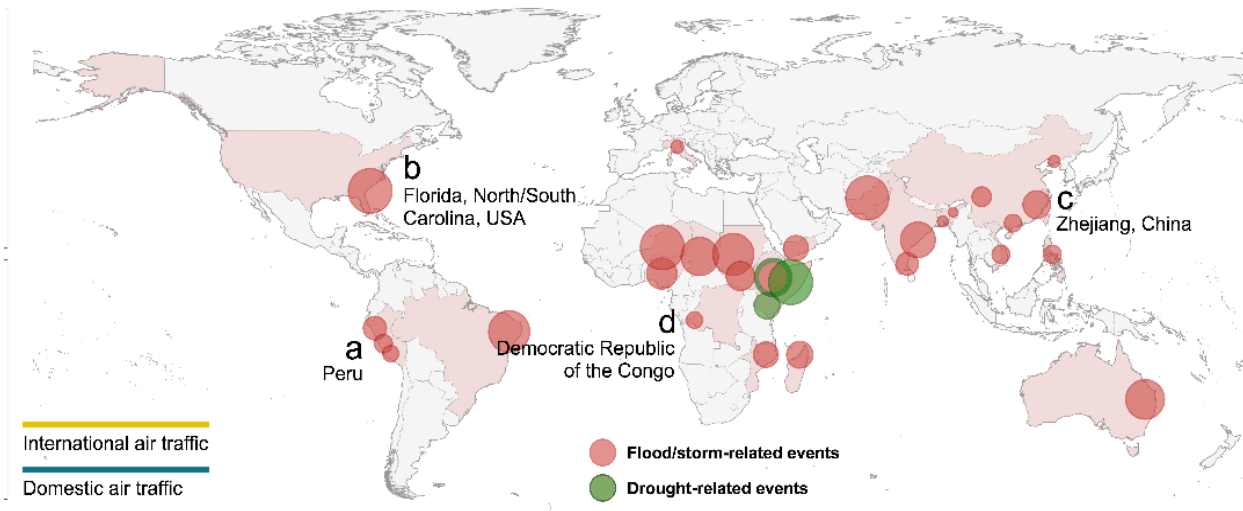 b
Florida, North/South
Carolina, USA
c
Zhejiang, China
a
Peru
d
Democratic Republic
of the Congo
International air traffic
Domestic air traffic
Flood/storm-related events
Drought-related events